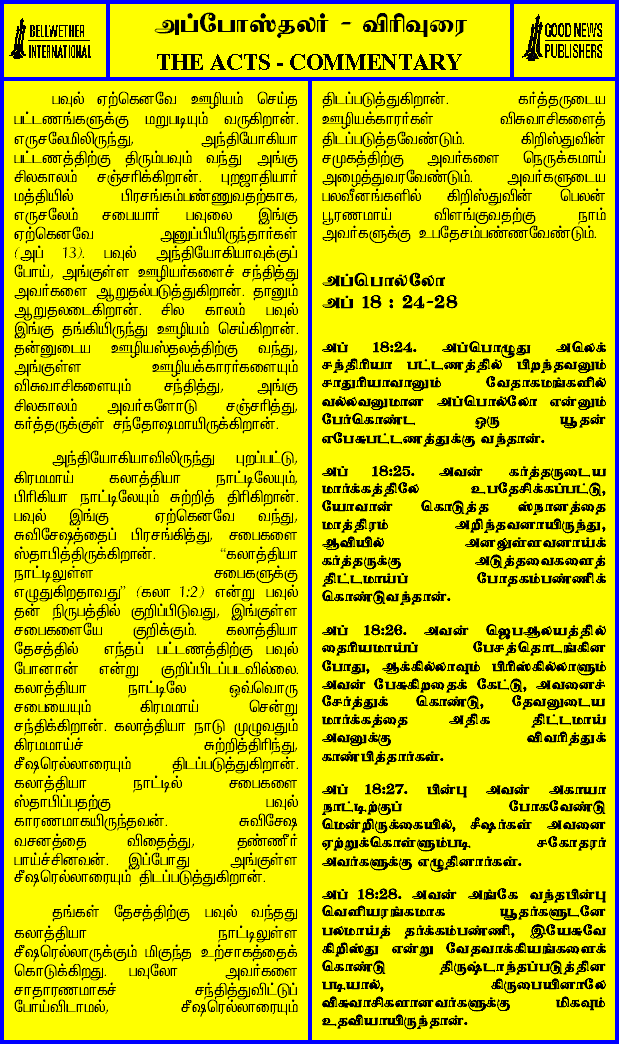 BELLWETHER
INTERNATIONAL
அப்போஸ்தலர் - விரிவுரை
THE ACTS - COMMENTARY
GOOD NEWS
PUBLISHERS
பவுல் ஏற்கெனவே ஊழியம் செய்த
பட்டணங்களுக்கு மறுபடியும் வருகிறான்.
எருசலேமிலிருந்து, அந்தியோகியா
பட்டணத்திற்கு திரும்பவும் வந்து அங்கு
சிலகாலம் சஞ்சரிக்கிறான். புறஜாதியார்
மத்தியில் பிரசங்கம்பண்ணுவதற்காக,
எருசலேம் சபையார் பவுலை இங்கு
ஏற்கெனவே அனுப்பியிருந்தார்கள்
(அப் 13). பவுல் அந்தியோகியாவுக்குப்
போய், அங்குள்ள ஊழியர்களைச் சந்தித்து
அவர்களை ஆறுதல்படுத்துகிறான். தானும்
ஆறுதலடைகிறான். சில காலம் பவுல்
இங்கு தங்கியிருந்து ஊழியம் செய்கிறான்.
தன்னுடைய ஊழியஸ்தலத்திற்கு வந்து,
அங்குள்ள ஊழியக்காரர்களையும்
விசுவாசிகளையும் சந்தித்து, அங்கு
சிலகாலம் அவர்களோடு சஞ்சரித்து,
கர்த்தருக்குள் சந்தோஷமாயிருக்கிறான்.
அந்தியோகியாவிலிருந்து புறப்பட்டு,
கிரமமாய் கலாத்தியா நாட்டிலேயும்,
பிரிகியா நாட்டிலேயும் சுற்றித் திரிகிறான்.
பவுல் இங்கு ஏற்கெனவே வந்து,
சுவிசேஷத்தைப் பிரசங்கித்து, சபைகளை
ஸ்தாபித்திருக்கிறான். “கலாத்தியா
நாட்டிலுள்ள சபைகளுக்கு
எழுதுகிறதாவது” (கலா 1:2) என்று பவுல்
தன் நிருபத்தில் குறிப்பிடுவது, இங்குள்ள
சபைகளையே குறிக்கும். கலாத்தியா
தேசத்தில் எந்தப் பட்டணத்திற்கு பவுல்
போனான் என்று குறிப்பிடப்படவில்லை.
கலாத்தியா நாட்டிலே ஒவ்வொரு
சபையையும் கிரமமாய் சென்று
சந்திக்கிறான். கலாத்தியா நாடு முழுவதும்
கிரமமாய்ச் சுற்றித்திரிந்து,
சீஷரெல்லாரையும் திடப்படுத்துகிறான்.
கலாத்தியா நாட்டில் சபைகளை
ஸ்தாபிப்பதற்கு பவுல்
காரணமாகயிருந்தவன். சுவிசேஷ
வசனத்தை விதைத்து, தண்ணீர்
பாய்ச்சினவன். இப்போது அங்குள்ள
சீஷரெல்லாரையும் திடப்படுத்துகிறான்.
தங்கள் தேசத்திற்கு பவுல் வந்தது
கலாத்தியா நாட்டிலுள்ள
சீஷரெல்லாருக்கும் மிகுந்த உற்சாகத்தைக்
கொடுக்கிறது. பவுலோ அவர்களை
சாதாரணமாகச் சந்தித்துவிட்டுப்
போய்விடாமல், சீஷரெல்லாரையும்
திடப்படுத்துகிறான். கர்த்தருடைய
ஊழியக்காரர்கள் விசுவாசிகளைத்
திடப்படுத்தவேண்டும். கிறிஸ்துவின்
சமுகத்திற்கு அவர்களை நெருக்கமாய்
அழைத்துவரவேண்டும். அவர்களுடைய
பலவீனங்களில் கிறிஸ்துவின் பெலன்
பூரணமாய் விளங்குவதற்கு நாம்
அவர்களுக்கு உபதேசம்பண்ணவேண்டும்.
அப்பொல்லோ
அப் 18 : 24-28
அப் 18:24. அப்பொழுது அலெக்
சந்திரியா பட்டணத்தில் பிறந்தவனும்
சாதுரியவானும் வேதாகமங்களில்
வல்லவனுமான அப்பொல்லோ என்னும்
பேர்கொண்ட ஒரு யூதன்
எபேசுபட்டணத்துக்கு வந்தான்.
அப் 18:25. அவன் கர்த்தருடைய
மார்க்கத்திலே உபதேசிக்கப்பட்டு,
யோவான் கொடுத்த ஸ்நானத்தை
மாத்திரம் அறிந்தவனாயிருந்து,
ஆவியில் அனலுள்ளவனாய்க்
கர்த்தருக்கு அடுத்தவைகளைத்
திட்டமாய்ப் போதகம்பண்ணிக்
கொண்டுவந்தான்.
அப் 18:26. அவன் ஜெபஆலயத்தில்
தைரியமாய்ப் பேசத்தொடங்கின
போது, ஆக்கில்லாவும் பிரிஸ்கில்லாளும்
அவன் பேசுகிறதைக் கேட்டு, அவனைச்
சேர்த்துக் கொண்டு, தேவனுடைய
மார்க்கத்தை அதிக திட்டமாய்
அவனுக்கு விவரித்துக்
காண்பித்தார்கள்.
அப் 18:27. பின்பு அவன் அகாயா
நாட்டிற்குப் போகவேண்டு
மென்றிருக்கையில், சீஷர்கள் அவனை
ஏற்றுக்கொள்ளும்படி சகோதரர்
அவர்களுக்கு எழுதினார்கள்.
அப் 18:28. அவன் அங்கே வந்தபின்பு
வெளியரங்கமாக யூதர்களுடனே
பலமாய்த் தர்க்கம்பண்ணி, இயேசுவே
கிறிஸ்து என்று வேதவாக்கியங்களைக்
கொண்டு திருஷ்டாந்தப்படுத்தின
படியால், கிருபையினாலே
விசுவாசிகளானவர்களுக்கு மிகவும்
உதவியாயிருந்தான்.